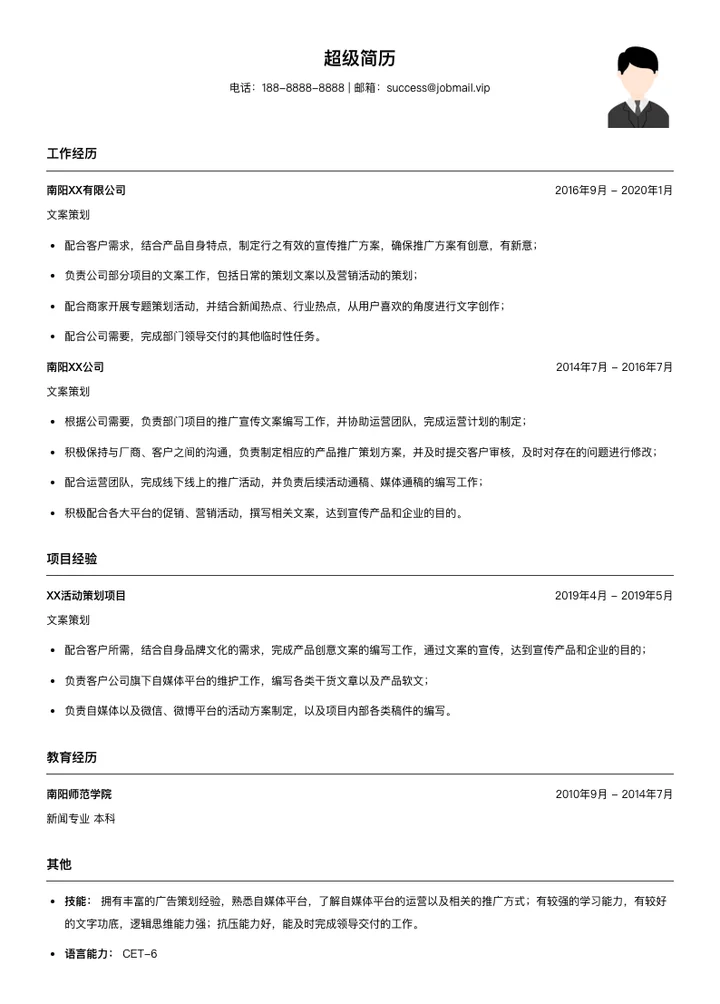 超级简历
电话：188-8888-8888 | 邮箱：success@jobmail.vip
工作经历
南阳XX有限公司 2016年9月 – 2020年1月
文案策划
• 配合客户需求，结合产品自身特点，制定行之有效的宣传推广方案，确保推广方案有创意，有新意；
• 负责公司部分项目的文案工作，包括日常的策划文案以及营销活动的策划；
• 配合商家开展专题策划活动，并结合新闻热点、行业热点，从用户喜欢的角度进行文字创作；
• 配合公司需要，完成部门领导交付的其他临时性任务。
南阳XX公司 2014年7月 – 2016年7月
文案策划
• 根据公司需要，负责部门项目的推广宣传文案编写工作，并协助运营团队，完成运营计划的制定；
• 积极保持与厂商、客户之间的沟通，负责制定相应的产品推广策划方案，并及时提交客户审核，及时对存在的问题进行修改；
• 配合运营团队，完成线下线上的推广活动，并负责后续活动通稿、媒体通稿的编写工作；
• 积极配合各大平台的促销、营销活动，撰写相关文案，达到宣传产品和企业的目的。
项目经验
XX活动策划项目 2019年4月 – 2019年5月
文案策划
• 配合客户所需，结合自身品牌文化的需求，完成产品创意文案的编写工作，通过文案的宣传，达到宣传产品和企业的目的；
• 负责客户公司旗下自媒体平台的维护工作，编写各类干货文章以及产品软文；
• 负责自媒体以及微信、微博平台的活动方案制定，以及项目内部各类稿件的编写。
教育经历
南阳师范学院 2010年9月 – 2014年7月
新闻专业 本科
其他
• 技能： 拥有丰富的广告策划经验，熟悉自媒体平台，了解自媒体平台的运营以及相关的推广方式；有较强的学习能力，有较好
的文字功底，逻辑思维能力强；抗压能力好，能及时完成领导交付的工作。
• 语言能力： CET-6